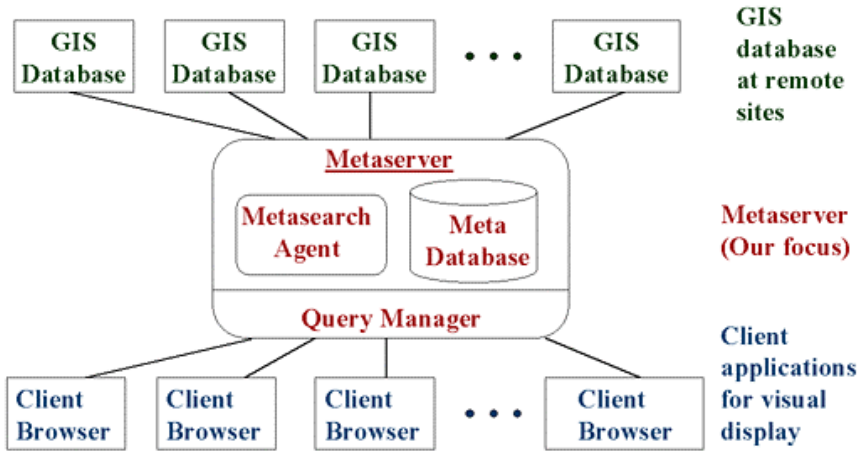 GIS
Database
GIS
Database
GIS
Database
GIS
Database
GIS
database
at remote
sites
Metaserver
Metasearch
Agent
Meta
Database
Query Manager
Metaserver
(Our focus)
Client
Browser
Client
Browser
Client
Browser
Client
Browser
Client
applications
for visual
display